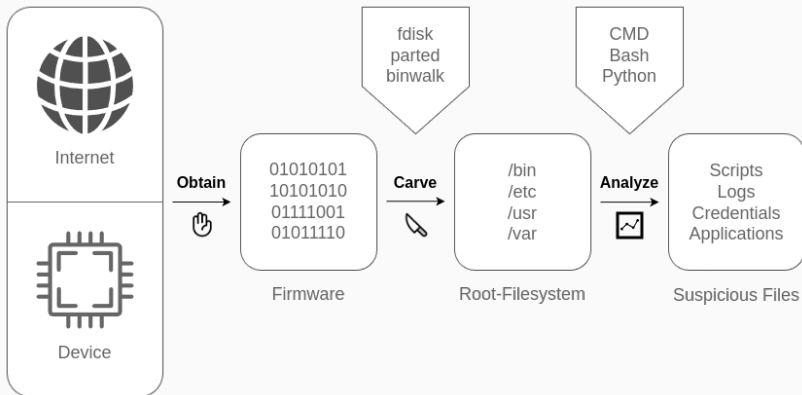 Internet
Device
Obtain
01010101
10101010
01111001
01011110
Firmware
fdisk
parted
binwalk
Carve
/bin
/etc
/usr
/var
Root-Filesystem
CMD
Bash
Python
Analyze
Scripts
Logs
Credentials
Applications
Suspicious Files